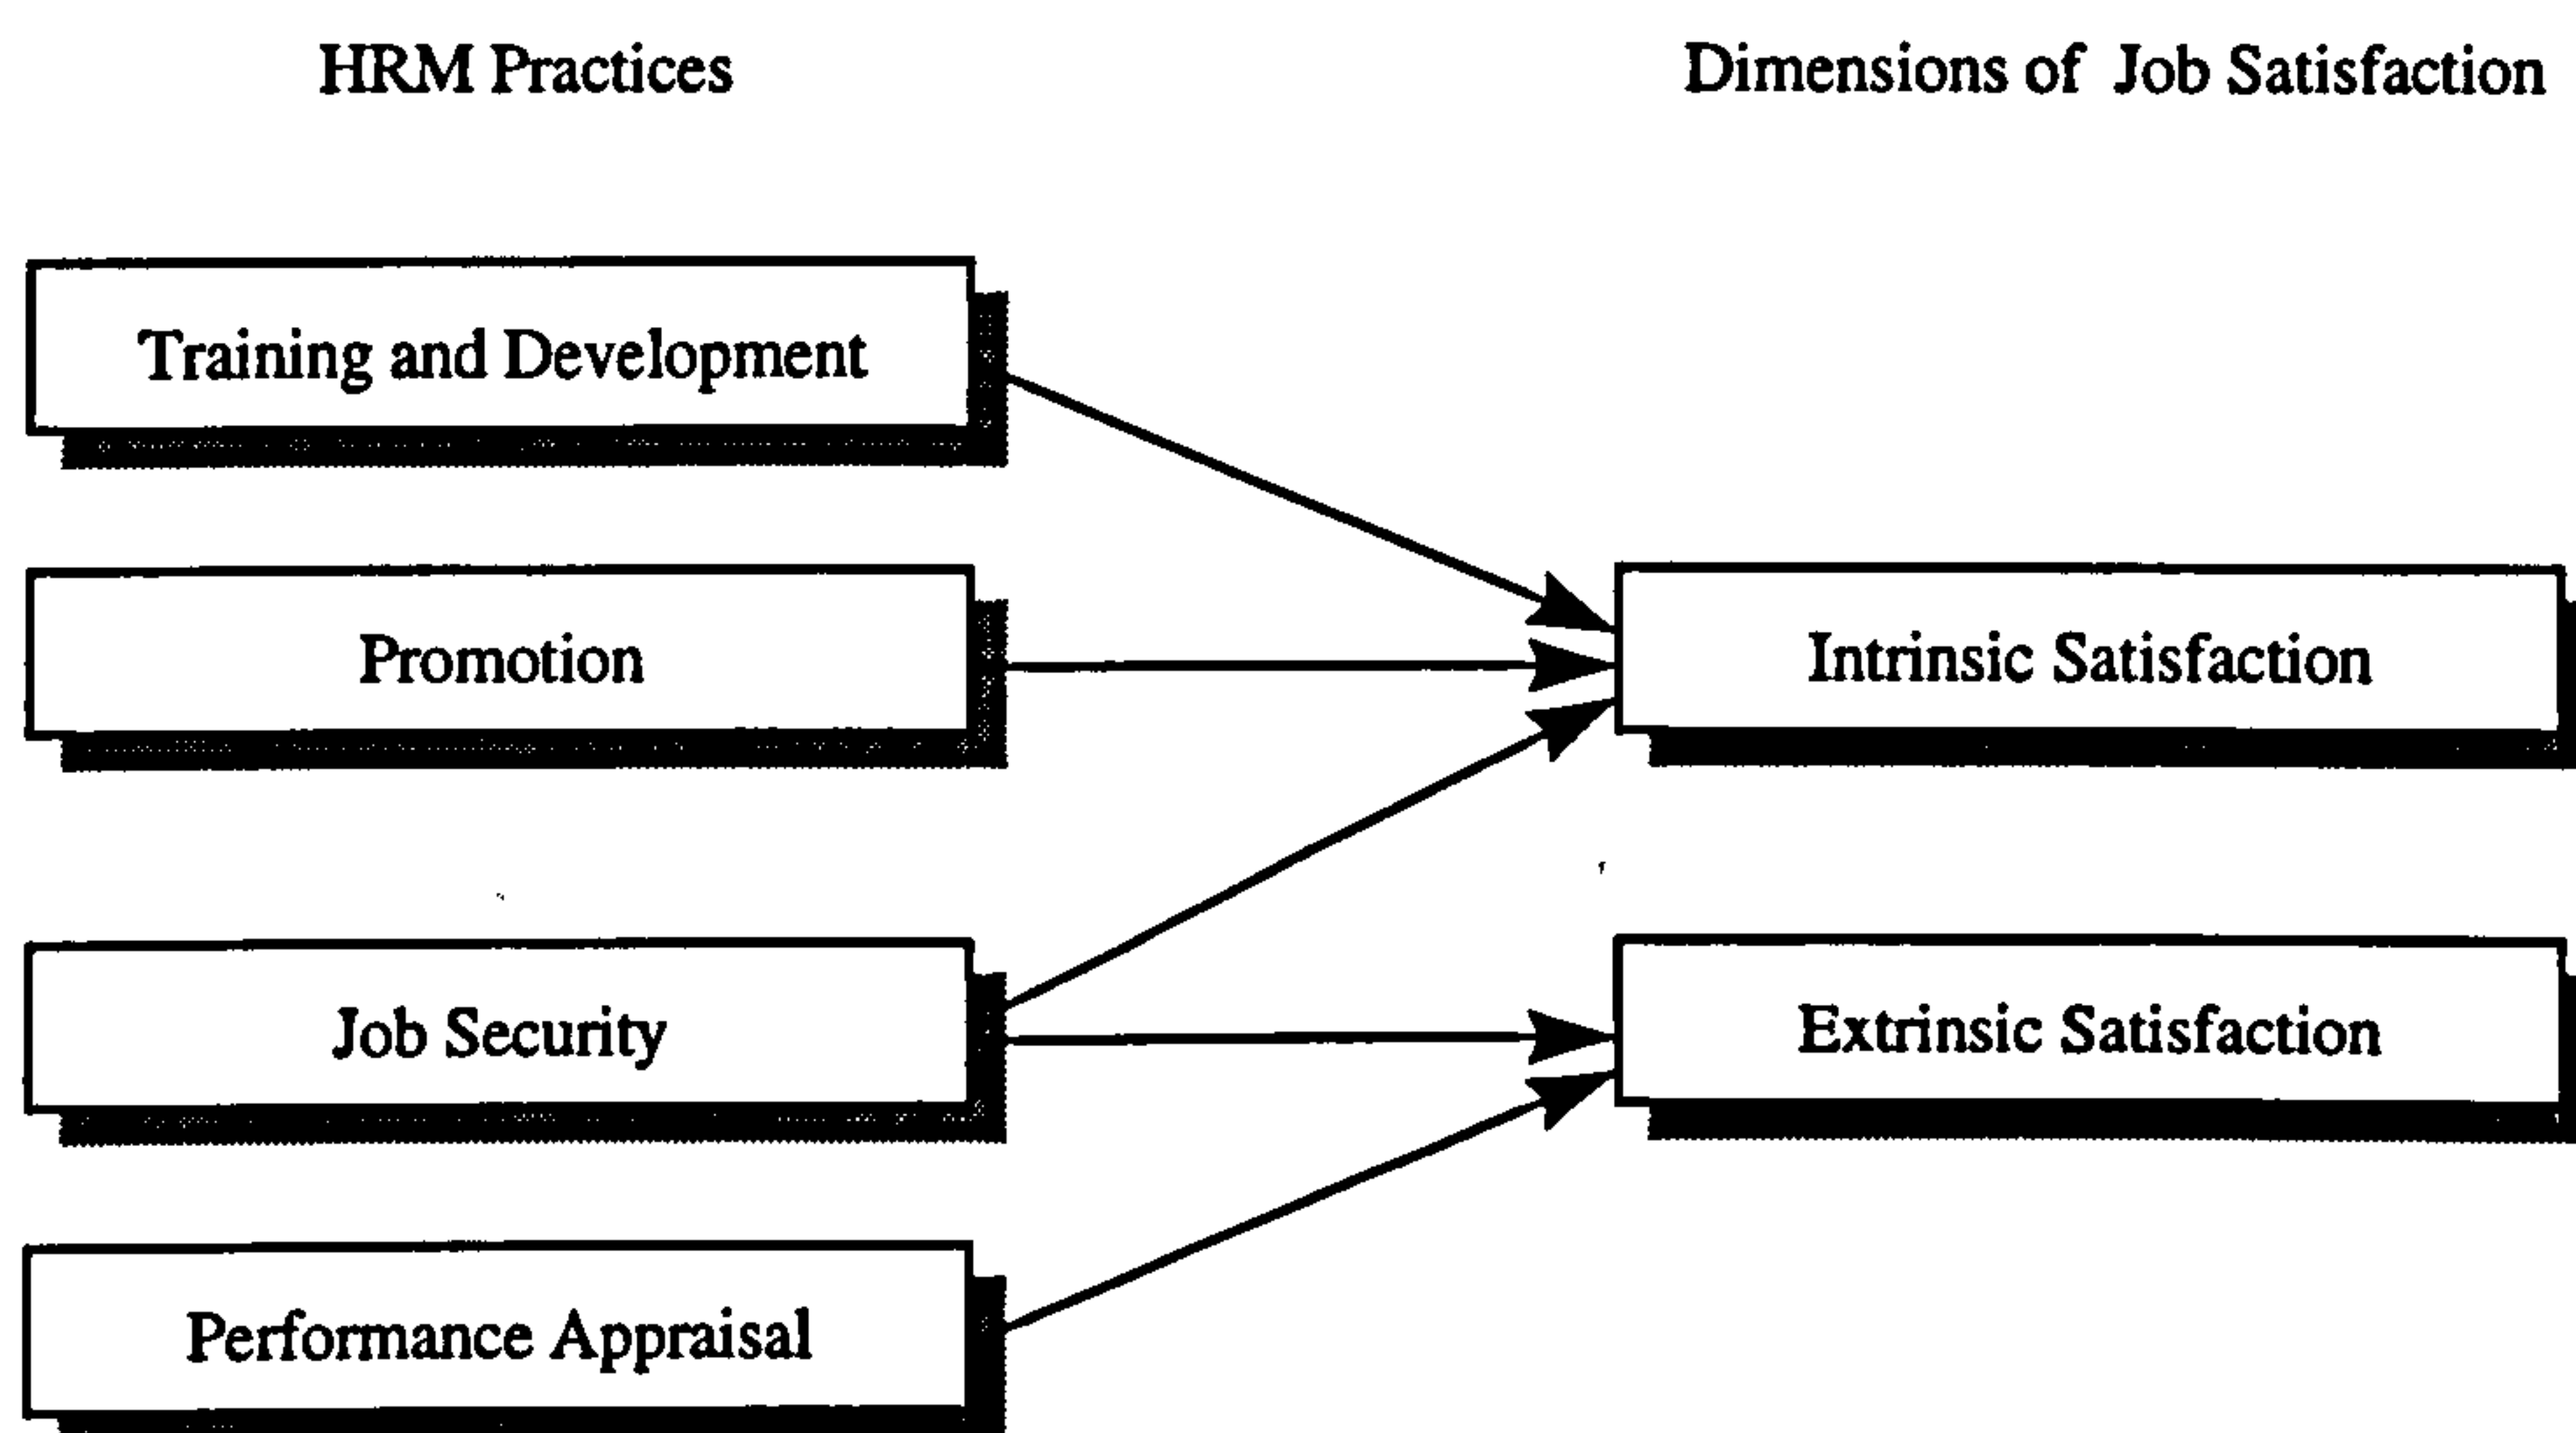 HRM Practices
Dimensions of Job Satisfaction
Training and Development
Promotion
Intrinsic Satisfaction
Job Security
Extrinsic Satisfaction
Performance Appraisal